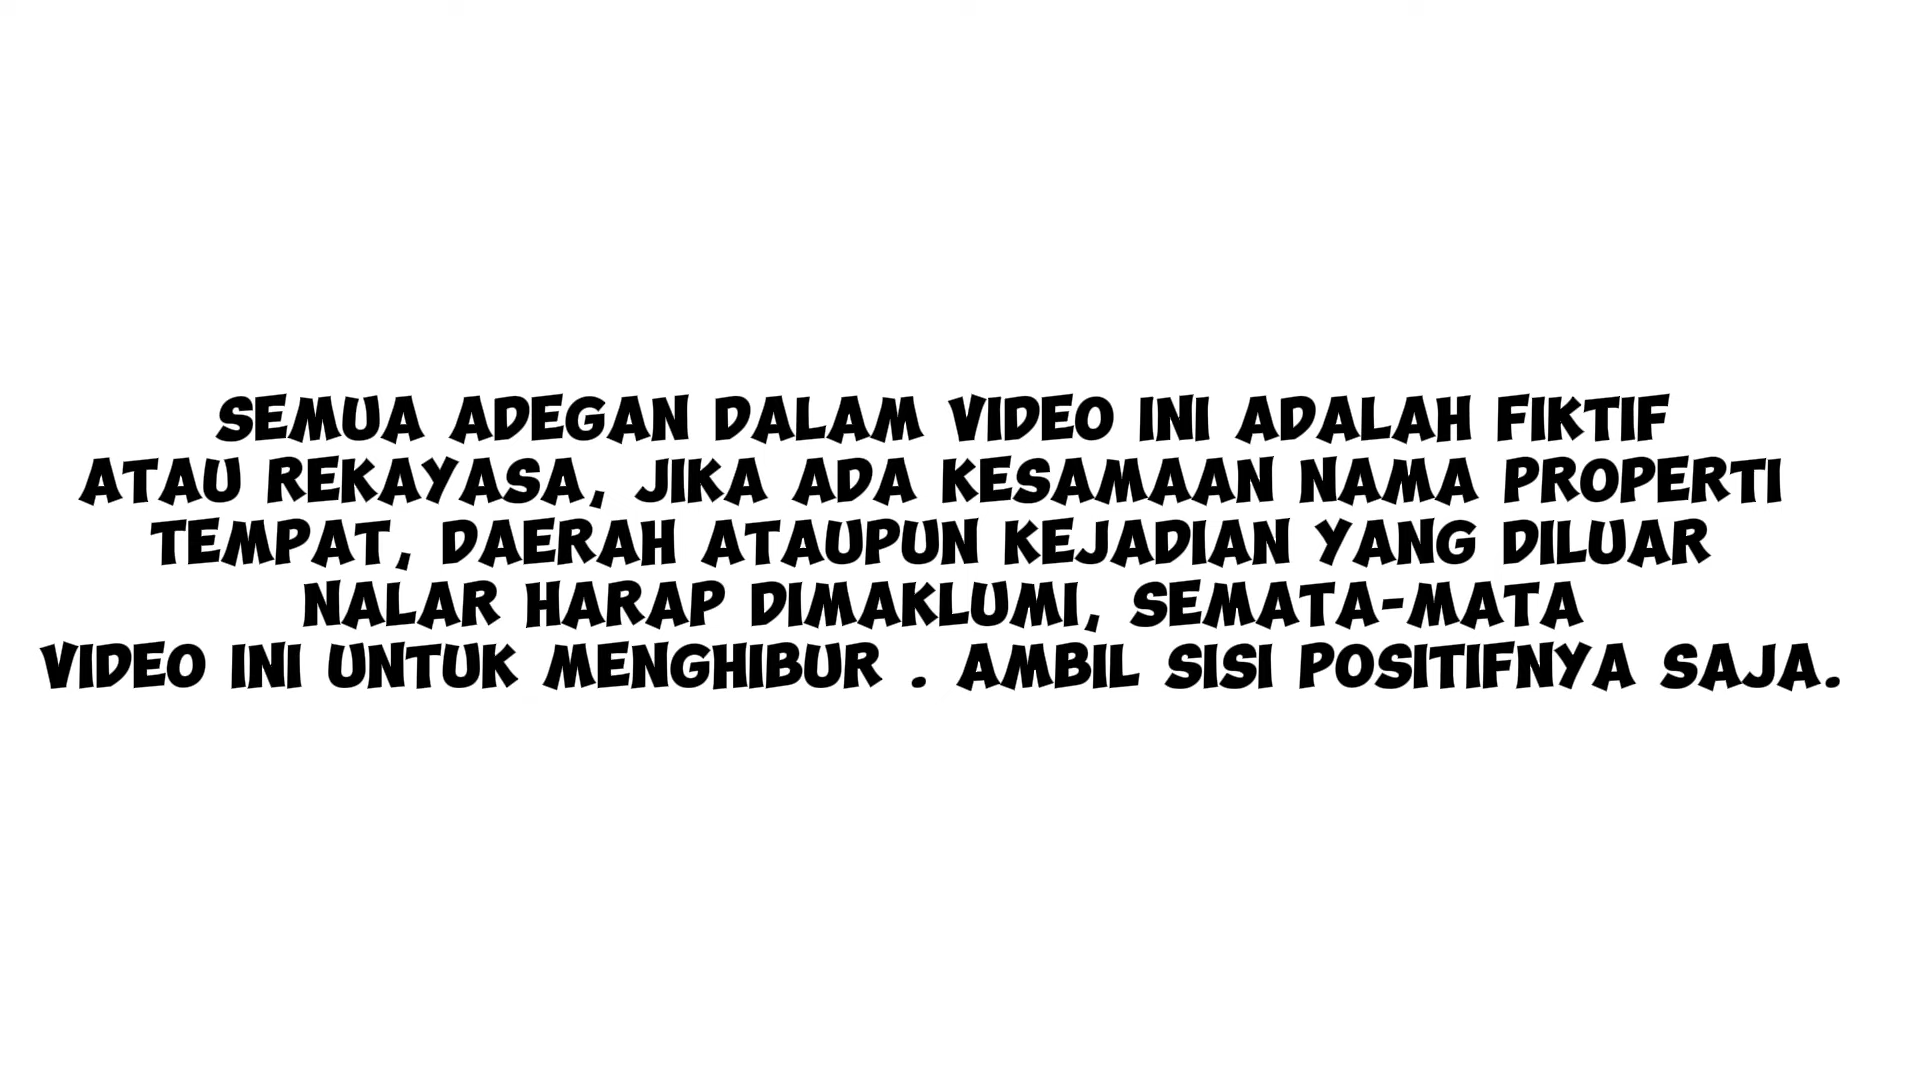 SEMUA ADEGAN DALAM VIDEO INI ADALAH FIKTIF
ATAU REKAYASA, JIKA ADA KESAMAAN NAMA PROPERTI
TEMPAT, DAERAH ATAUPUN KEJADIAN YANG DILUAR
NALAR HARAP DIMAKLUMI, SEMATA-MATA
VIDEO INI UNTUK MENGHIBUR . AMBIL SISI POSITIFNYA SAJA.